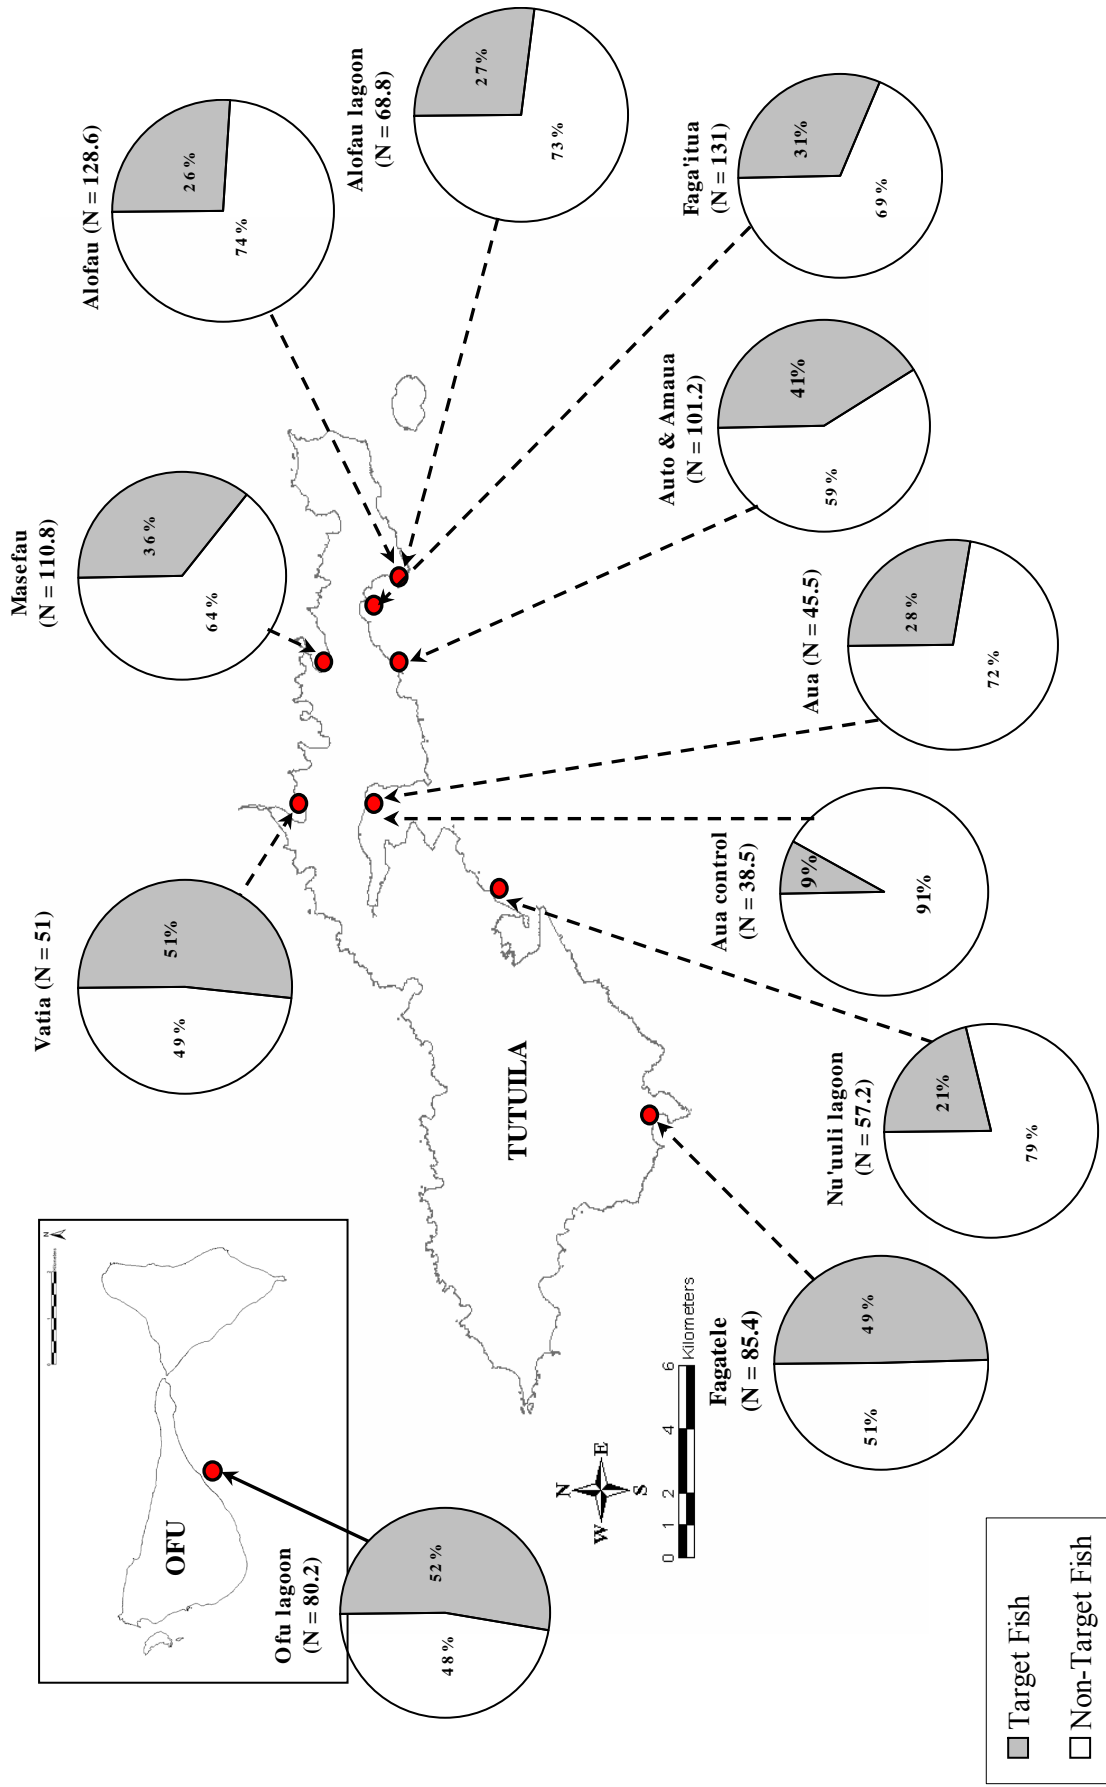 Vatia (N = 51)
49%
51%
Masefau
(N = 110.8)
64%
36%
Alofau (N = 128.6)
74%
26%
Alofau lagoon
(N = 68.8)
73%
27%
Faga'itua
(N = 131)
69%
31%
Auto & Amaua
(N = 101.2)
59%
41%
Aua (N = 45.5)
72%
28%
Aua control
(N = 38.5)
91%
9%
Nu'uuli lagoon
(N = 57.2)
79%
21%
Fagatele
(N = 85.4)
51%
49%
Ofu lagoon
(N = 80.2)
48%
52%
OFU
N
TUTUILA
N
W E
S
0 1 2 4 6
Kilometers
Target Fish
Non-Target Fish